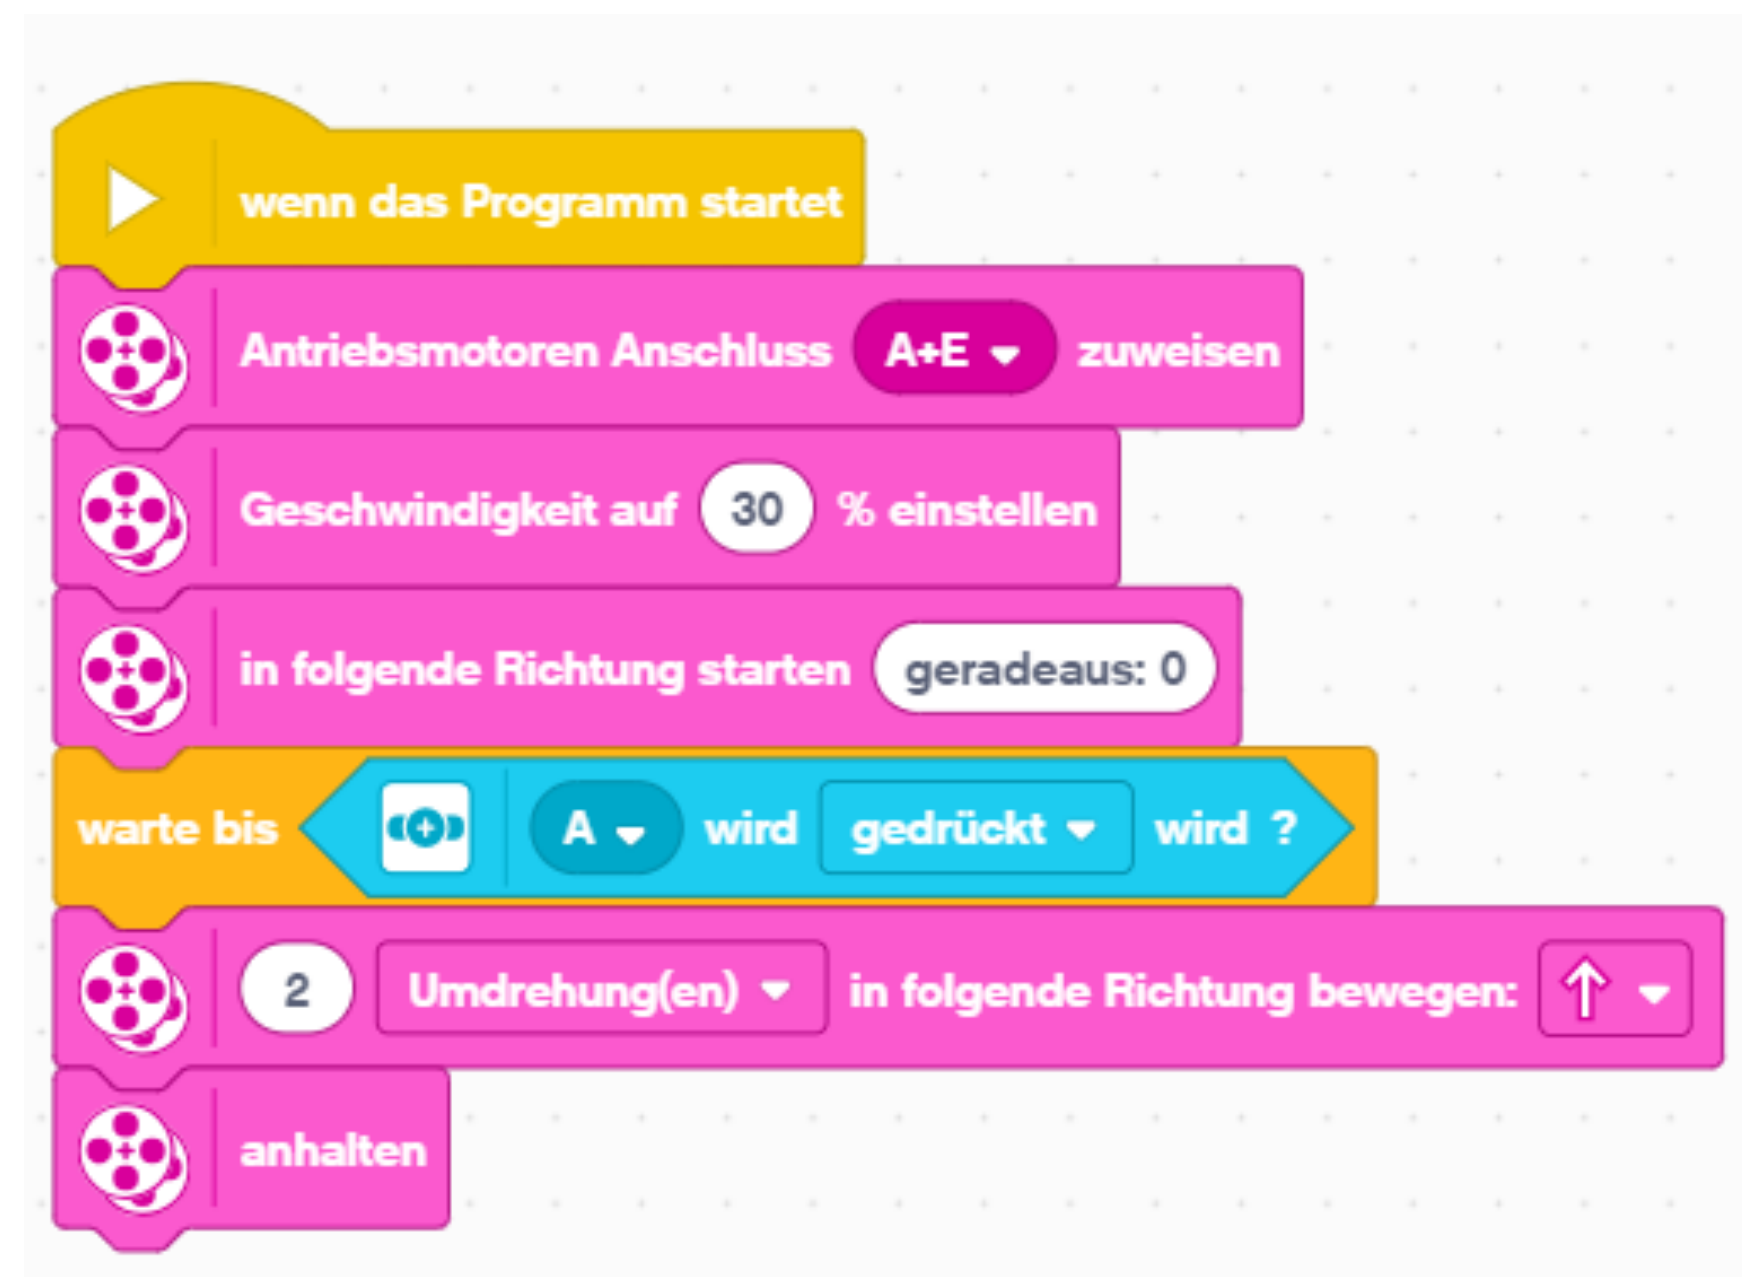 wenn das Programm startet
Antriebsmotoren Anschluss A+E zuweisen
Geschwindigkeit auf 30 % einstellen
in folgende Richtung starten geradeaus: 0
warte bis A wird gedrückt wird ?
2 Umdrehung(en) in folgende Richtung bewegen:
anhalten